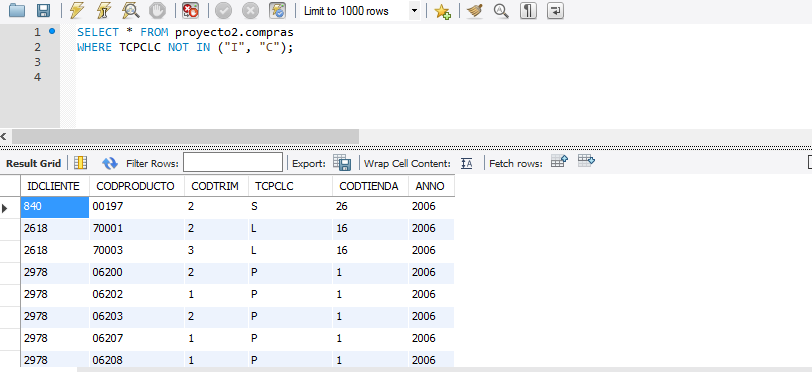 Limit to 1000 rows
1 SELECT * FROM proyecto2.compras
2 WHERE TCPCLC NOT IN ("I", "C");
3
4
Result Grid Filter Rows: Export: Wrap Cell Content: IA Fetch rows:
IDCLIENTE CODPRODUCTO CODTRIM TCPCLC CODTIENDA ANNO
840 00197 2 S 26 2006
2618 70001 2 L 16 2006
2618 70003 3 L 16 2006
2978 06200 2 P 1 2006
2978 06202 1 P 1 2006
2978 06203 2 P 1 2006
2978 06207 1 P 1 2006
2978 06208 1 P 1 2006